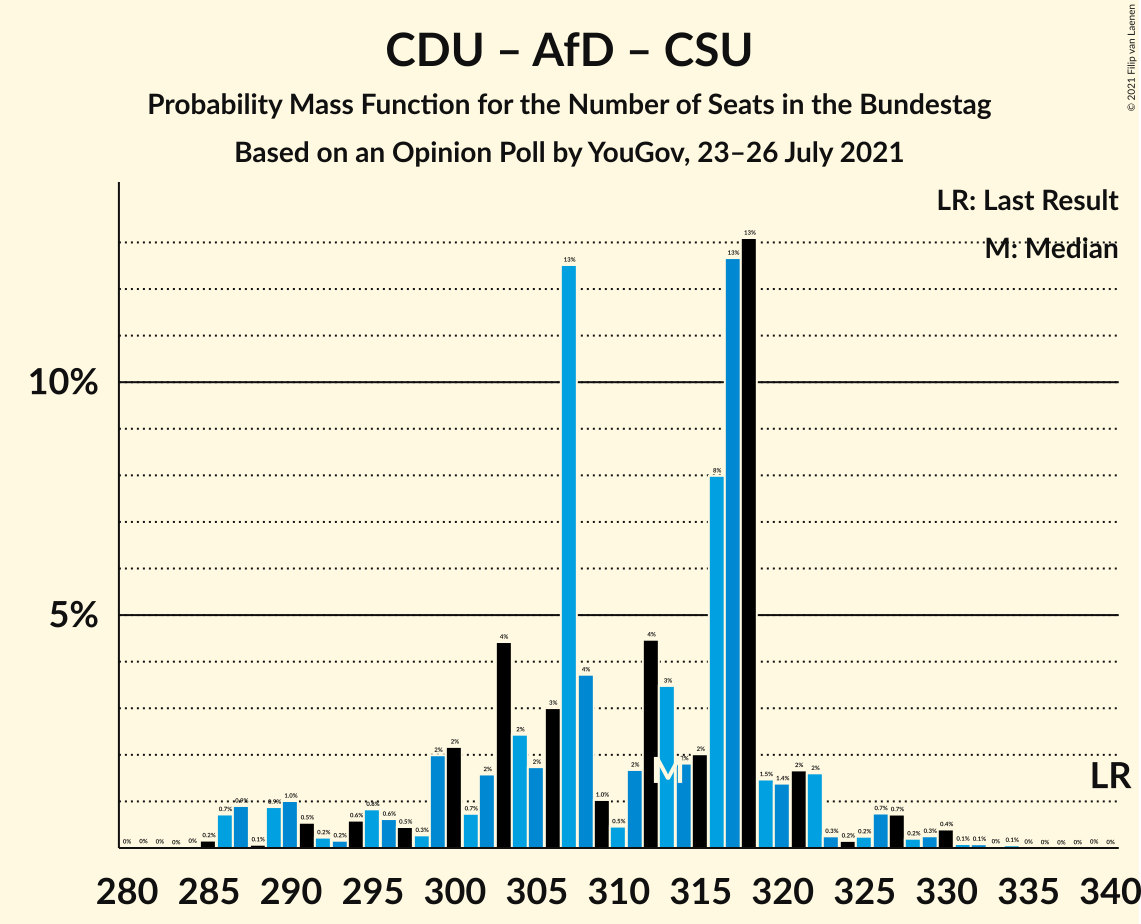 CDU – AfD – CSU
Probability Mass Function for the Number of Seats in the Bundestag
Based on an Opinion Poll by YouGov, 23–26 July 2021
© 2021 Filip van Laenen
LR: Last Result
M: Median
10%
5%
0% 0% 0% 0% 0% 0.2% 0.7% 0.9% 0.1% 0.9% 1.0% 0.5% 0.2% 0.2% 0.6% 0.8% 0.6% 0.5% 0.3% 2% 2% 0.7% 2% 4% 2% 2% 3% 13% 4% 1.0% 0.5% 2% 4% 3% 2% 2% 8% 13% 13% 1.5% 1.4% 2% 2% 0.3% 0.2% 0.2% 0.7% 0.7% 0.2% 0.3% 0.4% 0.1% 0.1% 0% 0.1% 0% 0% 0% 0% 0% 0%
M
LR
280 285 290 295 300 305 310 315 320 325 330 335 340